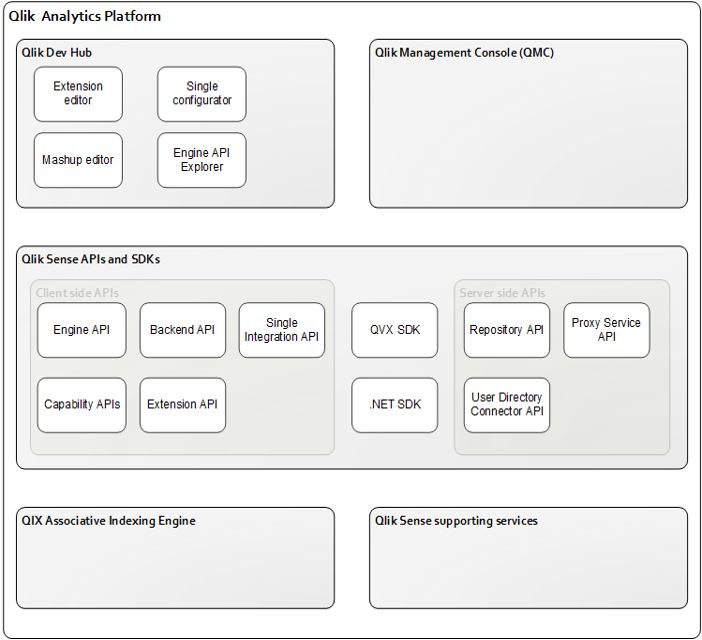 Qlik Analytics Platform
Qlik Dev Hub
Extension
editor
Single
configurator
Mashup editor
Engine API
Explorer
Qlik Management Console (QMC)
Qlik Sense APIs and SDKs
Client side APIs
Engine API
Backend API
Single
Integration API
Capability APIs
Extension API
QVX SDK
.NET SDK
Server side APIs
Repository API
Proxy Service
API
User Directory
Connector API
QIX Associative Indexing Engine
Qlik Sense supporting services